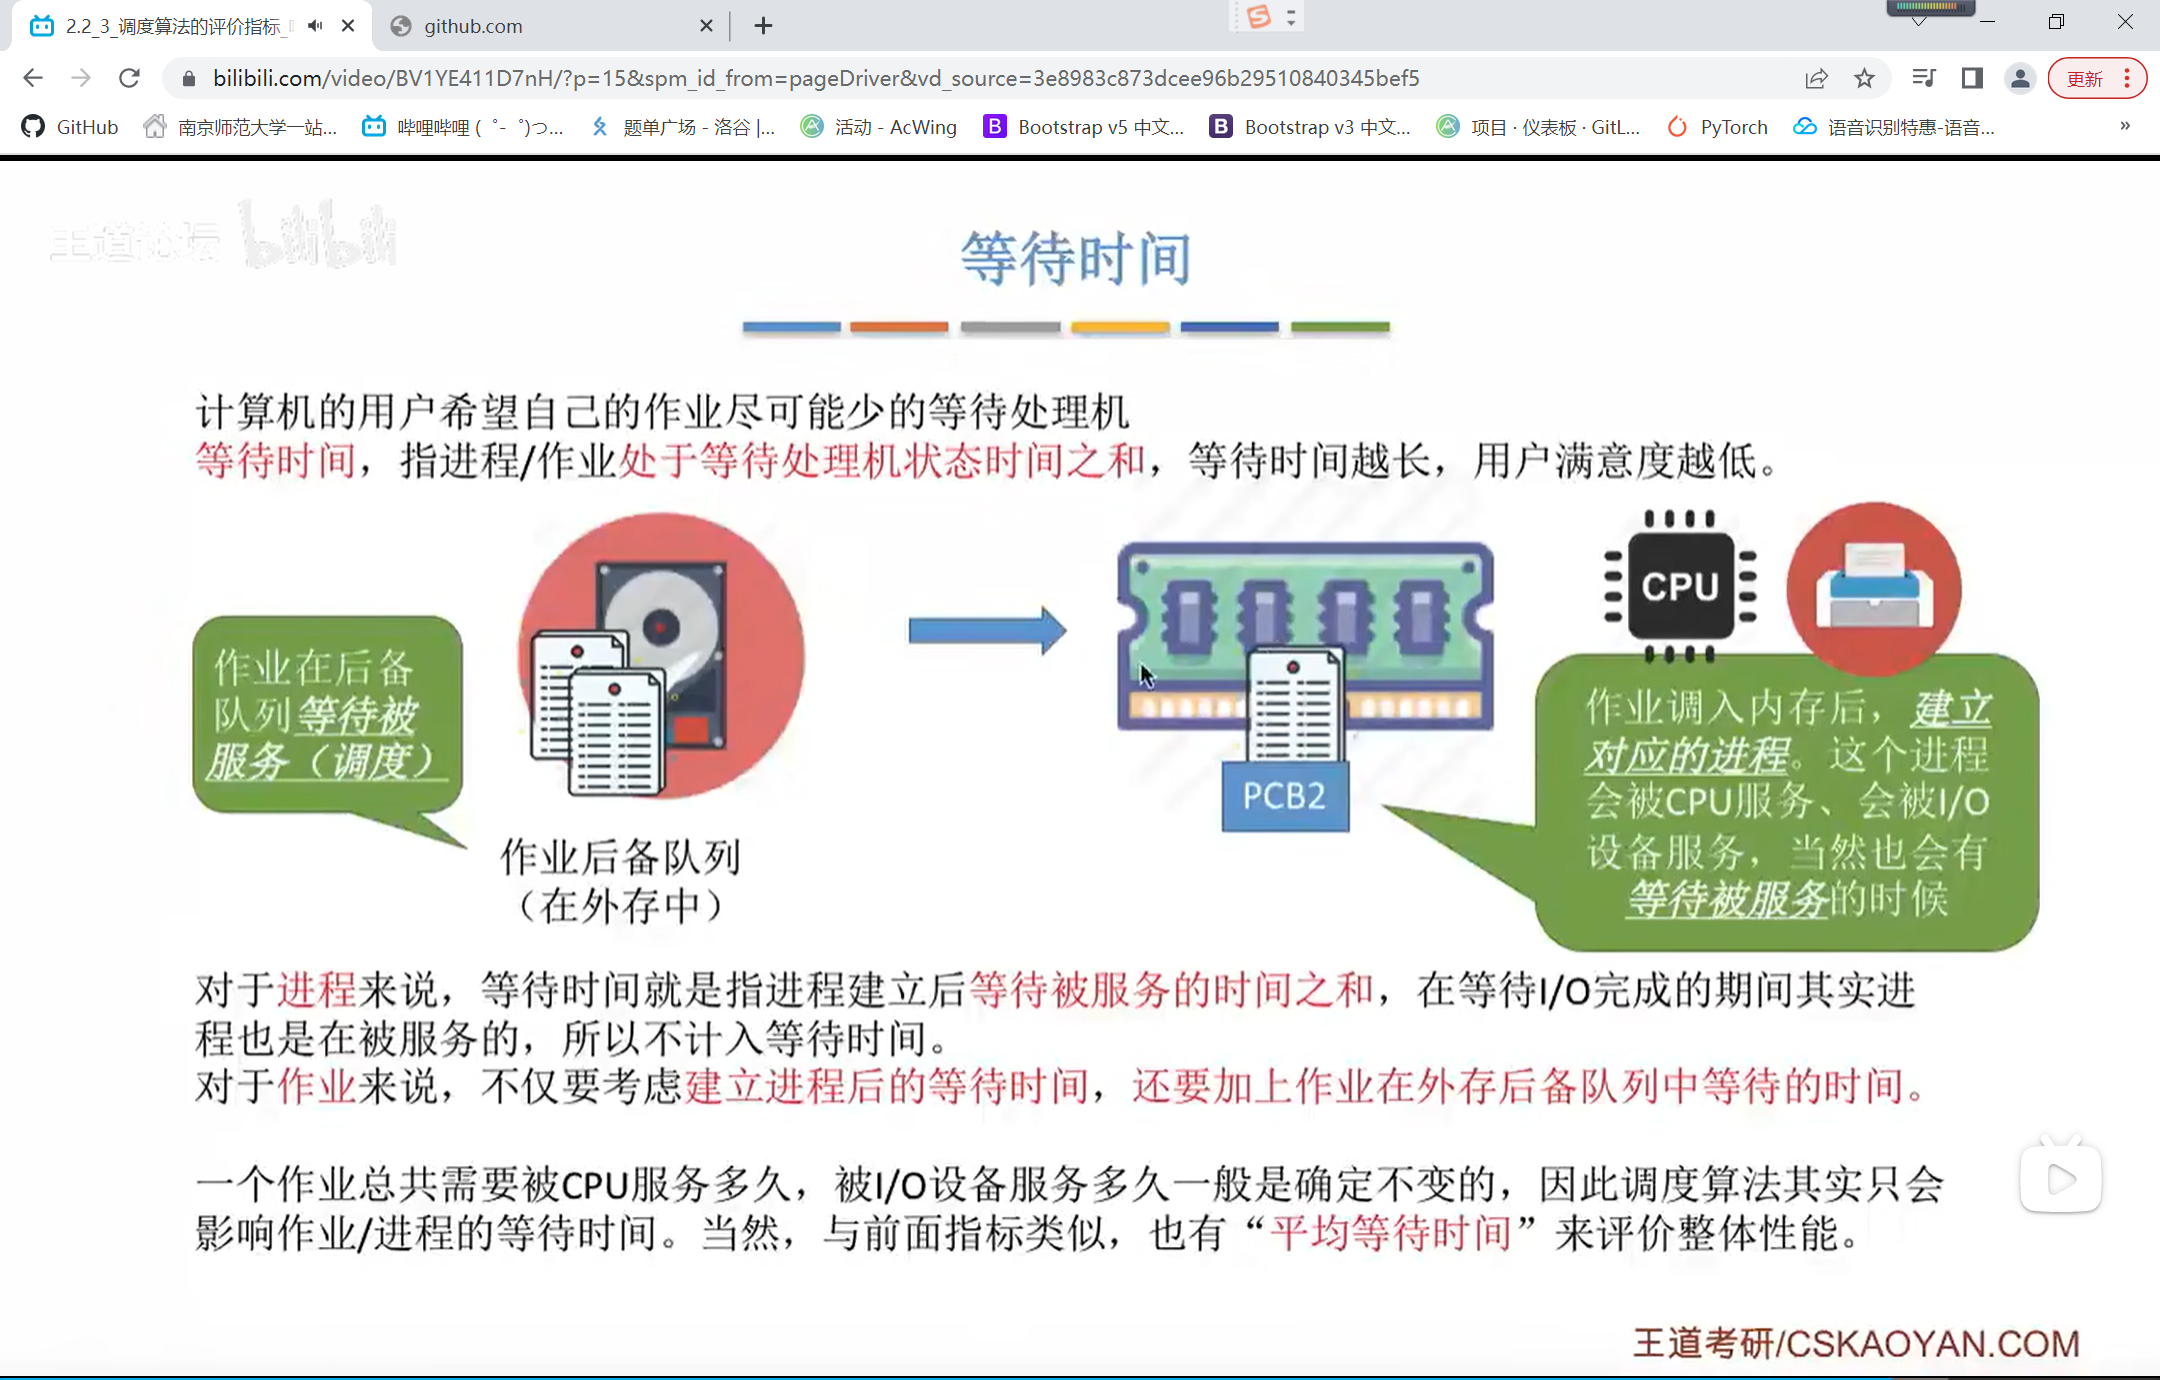 2.2_3_调度算法的评价指标_
github.com
bilibili.com/video/BV1YE411D7nH/?p=15&spm_id_from=pageDriver&vd_source=3e8983c873dcee96b29510840345bef5
更新
GitHub
南京师范大学一站...
哔哩哔哩 (゜-゜)つ...
题单广场 - 洛谷 |...
活动 - AcWing
Bootstrap v5 中文...
Bootstrap v3 中文...
项目 · 仪表板 · GitL...
PyTorch
语音识别特惠-语音...
»
王道论坛 bilibili
等待时间
计算机的用户希望自己的作业尽可能少的等待处理机
等待时间，指进程/作业处于等待处理机状态时间之和，等待时间越长，用户满意度越低。
作业在后备
队列等待被
服务（调度）
作业后备队列
（在外存中）
PCB2
CPU
作业调入内存后，建立
对应的进程。这个进程
会被CPU服务、会被I/O
设备服务，当然也会有
等待被服务的时候
对于进程来说，等待时间就是指进程建立后等待被服务的时间之和，在等待I/O完成的期间其实进
程也是在被服务的，所以不计入等待时间。
对于作业来说，不仅要考虑建立进程后的等待时间，还要加上作业在外存后备队列中等待的时间。
一个作业总共需要被CPU服务多久，被I/O设备服务多久一般是确定不变的，因此调度算法其实只会
影响作业/进程的等待时间。当然，与前面指标类似，也有“平均等待时间”来评价整体性能。
王道考研/CSKAOYAN.COM